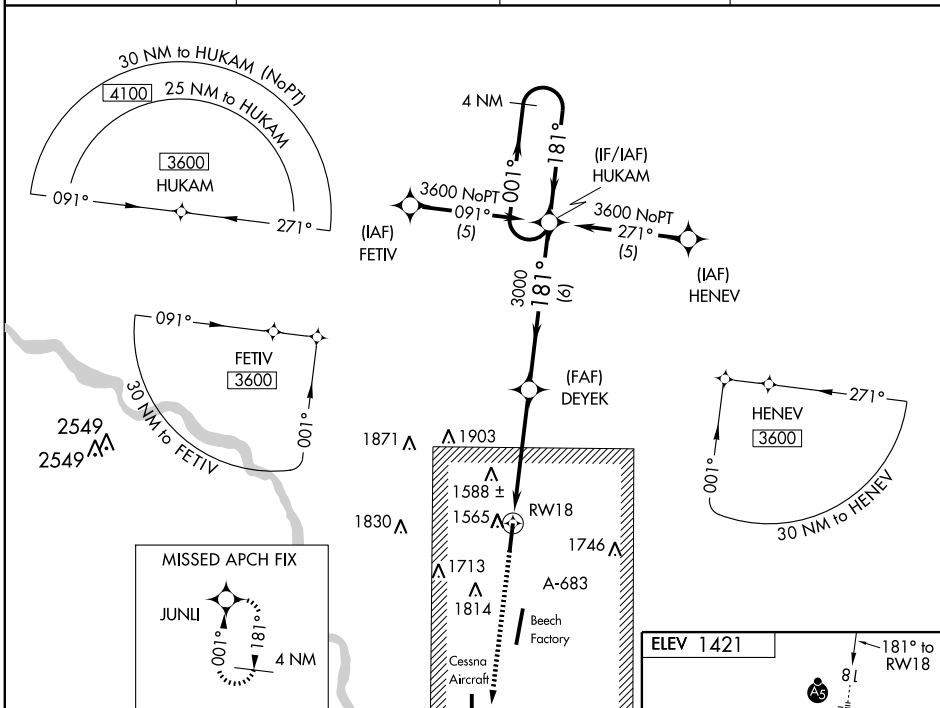 30 NM to HUKAM (NoPT)
4100
25 NM to HUKAM
3600
HUKAM
091°
271°
4 NM
001°
181°
(IF/IAF)
HUKAM
3600 NoPT
091°
(5)
(IAF)
FETIV
3600 NoPT
271°
(5)
(IAF)
HENEV
3000
181°
(6)
091°
FETIV
3600
001°
30 NM to FETIV
(FAF)
DEYEK
271°
HENEV
3600
001°
30 NM to HENEV
2549
2549
1871
1903
1588 ±
1565
RW18
1830
1746
1713
1814
A-683
Beech
Factory
Cessna
Aircraft
MISSED APCH FIX
JUNLI
001°
181°
4 NM
ELEV 1421
181° to
RW18
18
A5